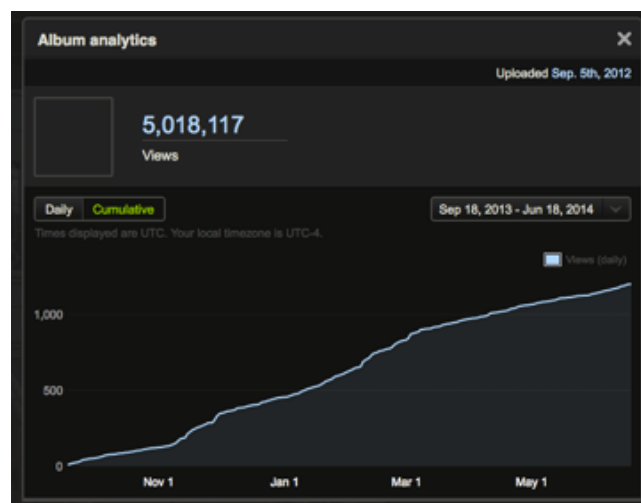 Album analytics ×
Uploaded Sep. 5th, 2012
5,018,117
Views
Daily Cumulative Sep 18, 2013 - Jun 18, 2014
Times displayed are UTC. Your local timezone is UTC-4.
Views (daily)
1,000
500
0
Nov 1 Jan 1 Mar 1 May 1